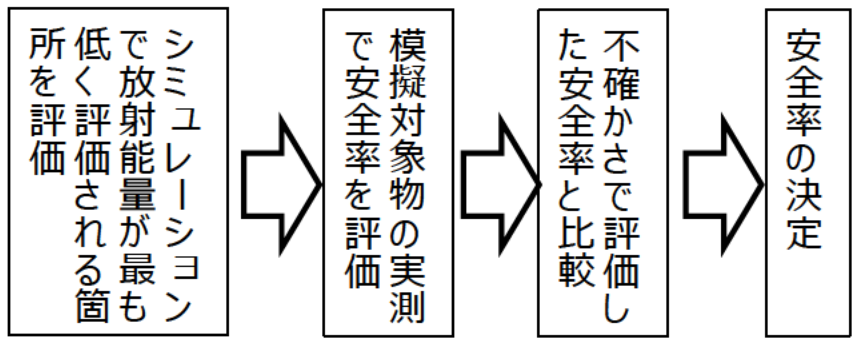 シミュレーション
で放射能量が最も
低く評価される箇
所を評価
模擬対象物の実測
で安全率を評価
不確かさで評価し
た安全率と比較
安全率の決定